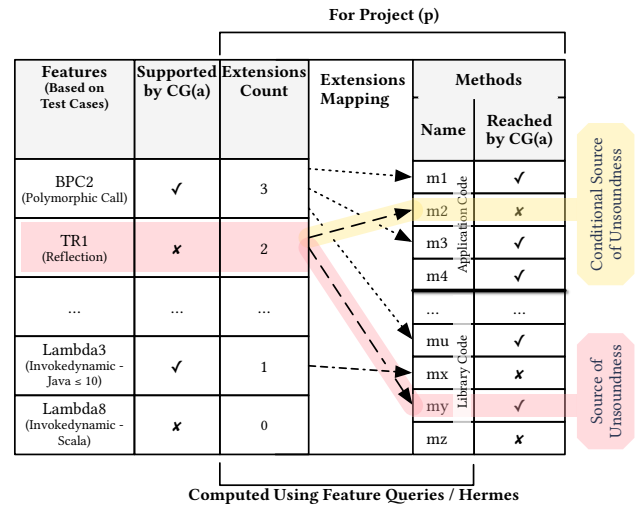 For Project (p)
Features
(Based on
Test Cases)
Supported
by CG(a)
Extensions
Count
Extensions
Mapping
Methods
Name
Reached
by CG(a)
BPC2
(Polymorphic Call)
✓
3
TR1
(Reflection)
✗
2
...
...
...
Lambda3
(Invokedynamic -
Java ≤ 10)
✓
1
Lambda8
(Invokedynamic -
Scala)
✗
0
Application Code
m1
✓
m2
✗
m3
✓
m4
✓
...
...
Library Code
mu
✓
mx
✗
my
✓
mz
✗
Conditional Source
of Unsoundness
Source of
Unsoundness
Computed Using Feature Queries / Hermes